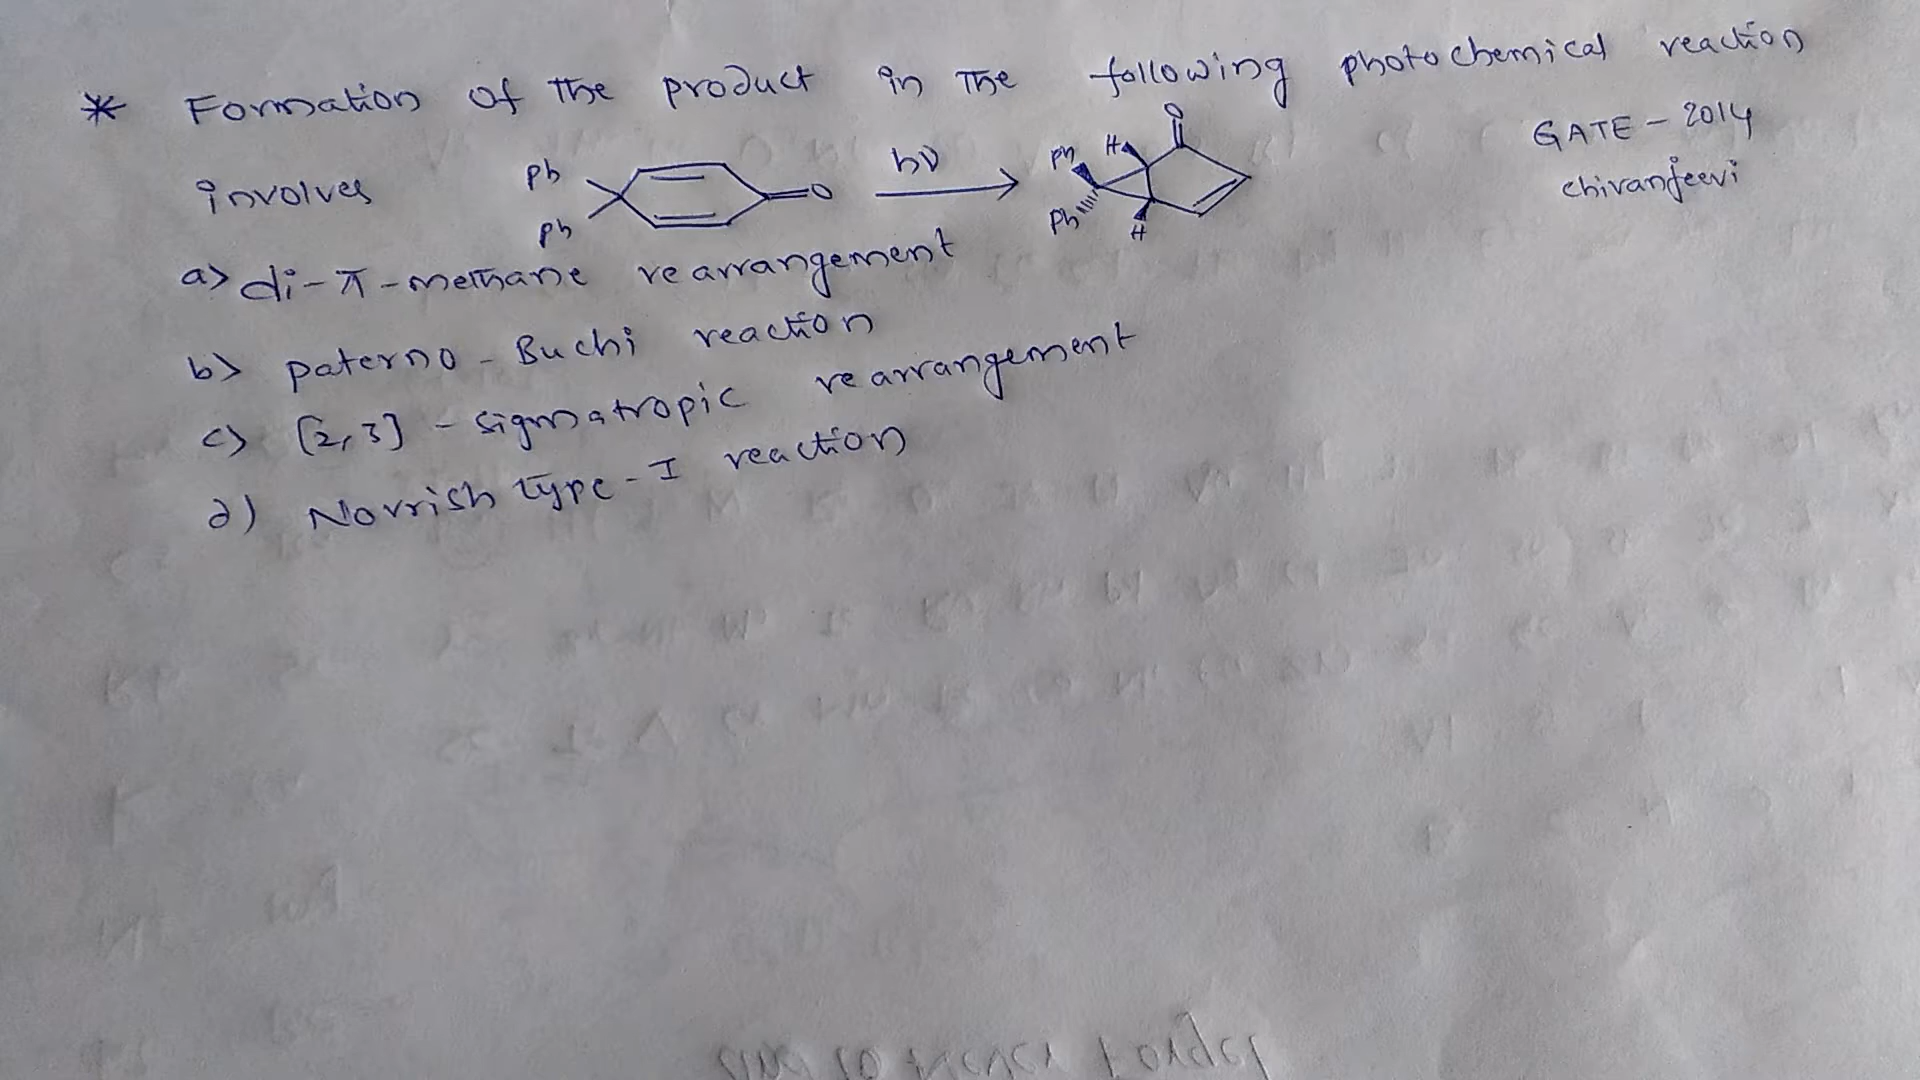 * Formation of the product in the following photochemical reaction
involves Ph Ph O hν Ph Ph H H O GATE - 2014
chiranjeevi
a) di-π-methane rearrangement
b) paterno - Buchi reaction
c) [2,3] - sigmatropic rearrangement
d) Norrish type-I reaction